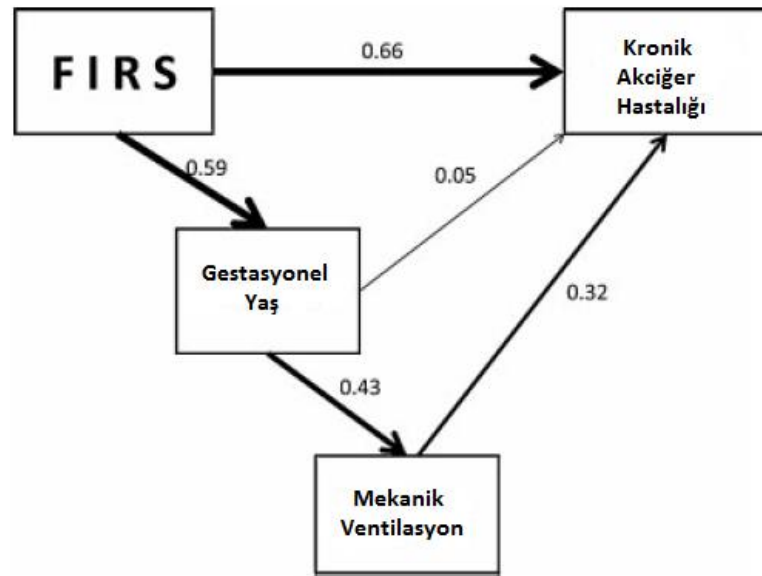 F I R S
0.66
Kronik
Akciğer
Hastalığı
0.59
0.05
Gestasyonel
Yaş
0.32
0.43
Mekanik
Ventilasyon